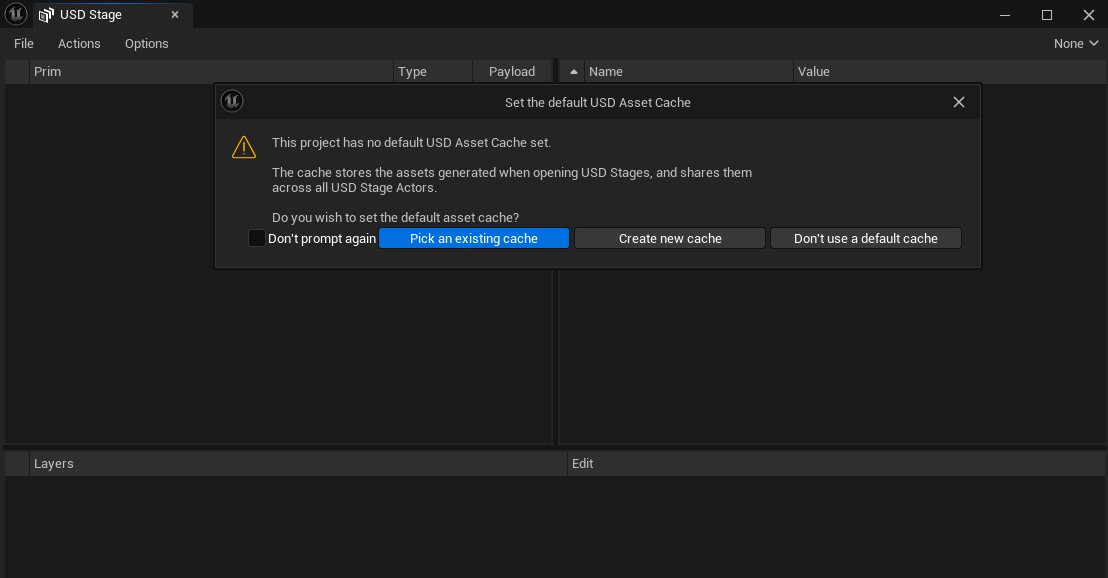 USD Stage
File Actions Options None
Prim Type Payload Name Value
Set the default USD Asset Cache
This project has no default USD Asset Cache set.
The cache stores the assets generated when opening USD Stages, and shares them
across all USD Stage Actors.
Do you wish to set the default asset cache?
Don't prompt again Pick an existing cache Create new cache Don't use a default cache
Layers Edit